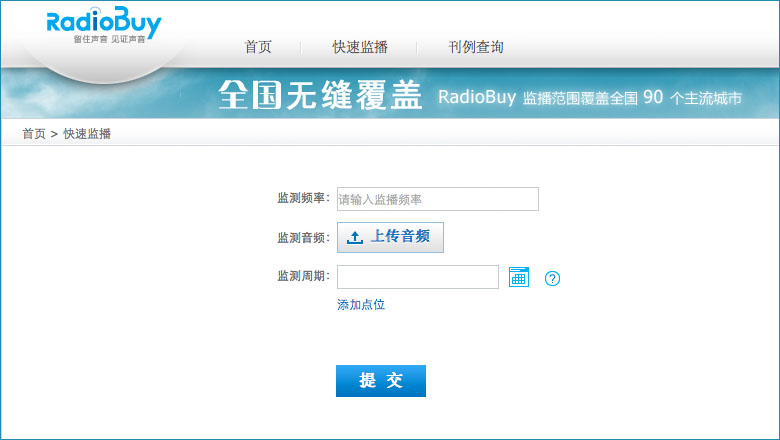 RadioBuy
留住声音 见证声音
首页 快速监播 刊例查询
全国无缝覆盖 RadioBuy 监播范围覆盖全国 90 个主流城市
首页 > 快速监播
监测频率: 请输入监播频率
监测音频: 上传音频
监测周期: ?
添加点位
提 交